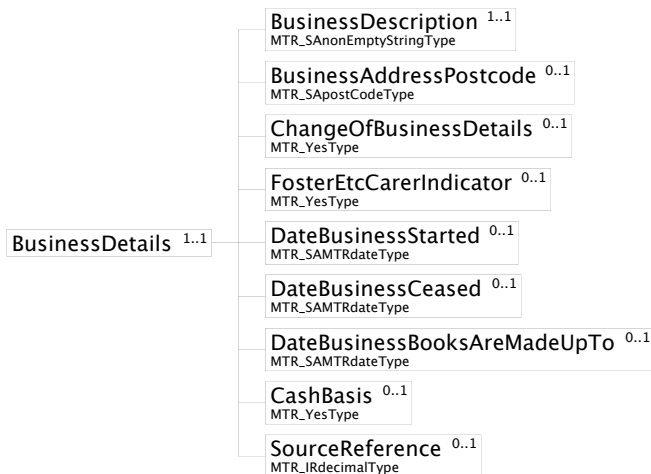 BusinessDescription 1..1
MTR_SAnonEmptyStringType
BusinessAddressPostcode 0..1
MTR_SApostCodeType
ChangeOfBusinessDetails 0..1
MTR_YesType
FosterEtcCarerIndicator 0..1
MTR_YesType
BusinessDetails 1..1
DateBusinessStarted 0..1
MTR_SAMTRdateType
DateBusinessCeased 0..1
MTR_SAMTRdateType
DateBusinessBooksAreMadeUpTo 0..1
MTR_SAMTRdateType
CashBasis 0..1
MTR_YesType
SourceReference 0..1
MTR_IRdecimalType